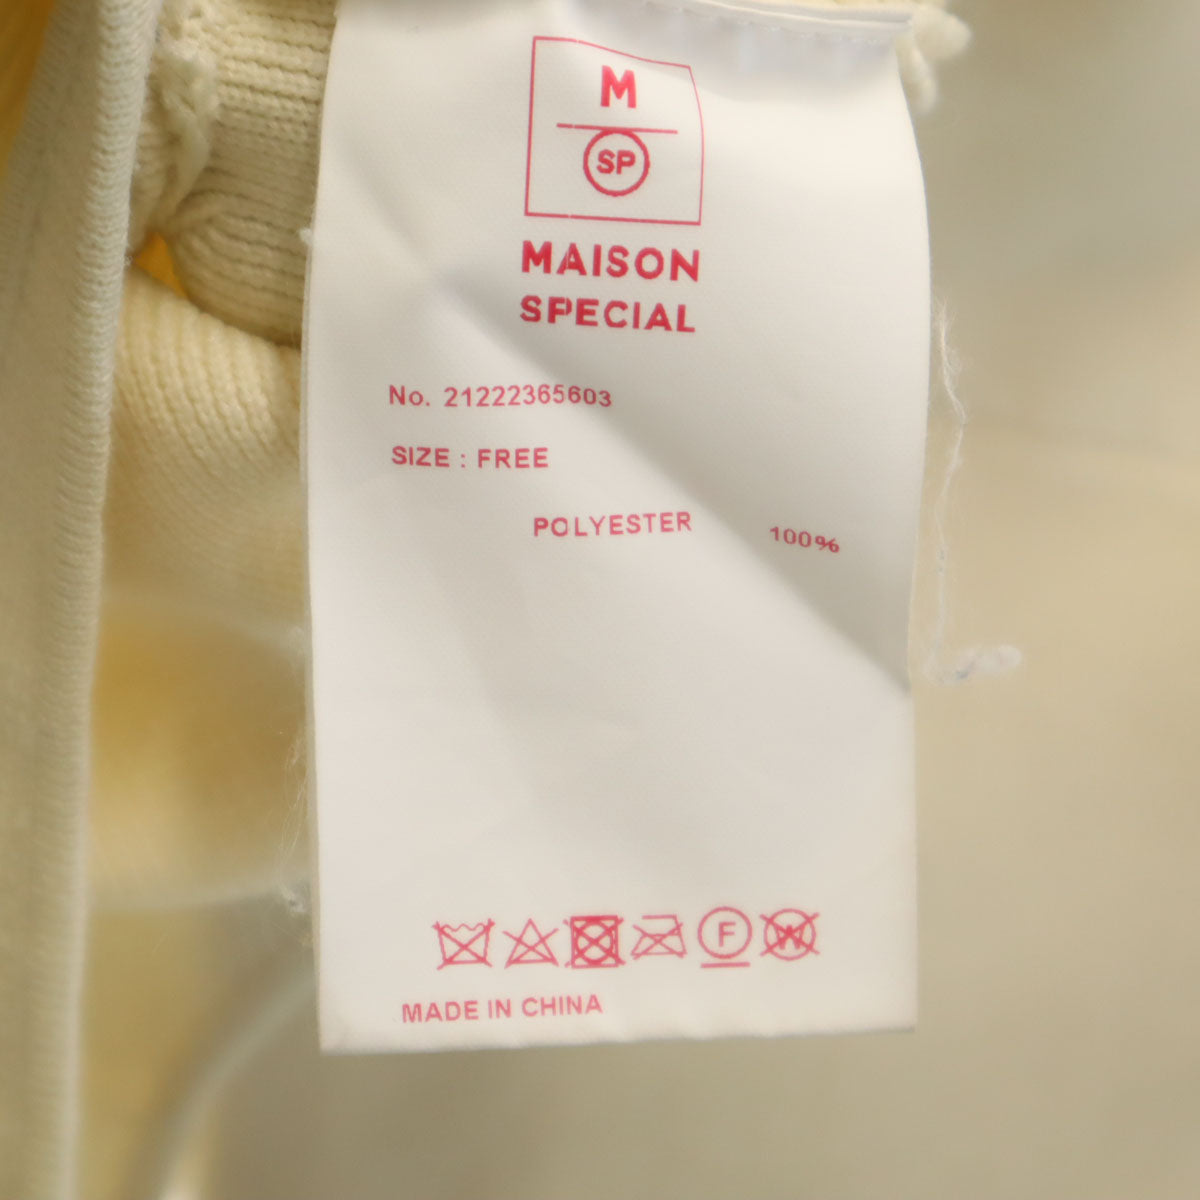 M
SP
MAISON
SPECIAL
No. 21222365603
SIZE : FREE
POLYESTER 100%
F W
MADE IN CHINA